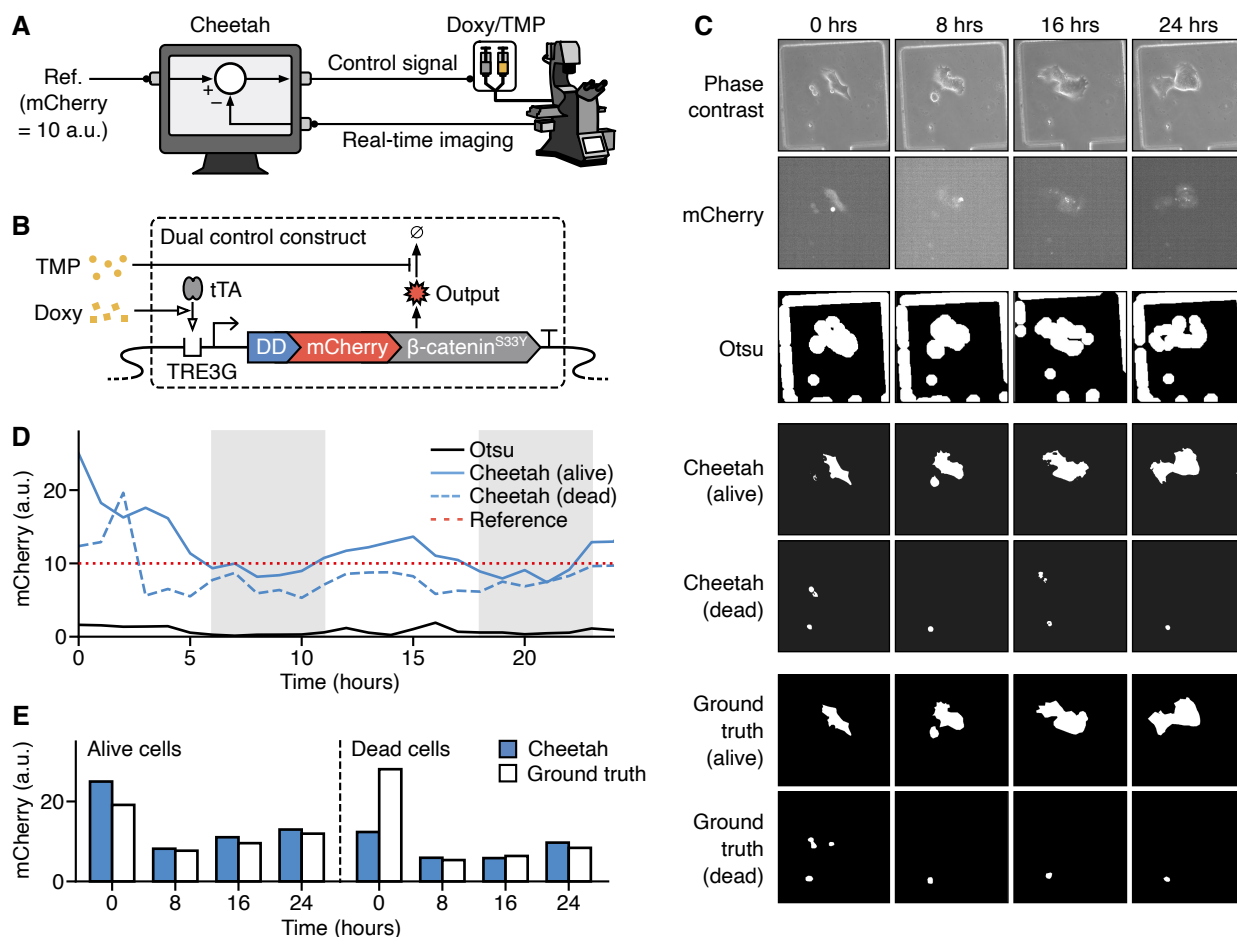 A
Cheetah
Doxy/TMP
Ref.
(mCherry
= 10 a.u.)
+
−
Control signal
Real-time imaging
B
Dual control construct
∅
TMP
tTA
Output
Doxy
DD
mCherry
β-catenin^S33Y
TRE3G
C
0 hrs
8 hrs
16 hrs
24 hrs
Phase
contrast
mCherry
Otsu
Cheetah
(alive)
Cheetah
(dead)
Ground
truth
(alive)
Ground
truth
(dead)
D
mCherry (a.u.)
20
10
0
Otsu
Cheetah (alive)
Cheetah (dead)
Reference
0
5
10
15
20
Time (hours)
E
mCherry (a.u.)
20
0
Alive cells
Dead cells
Cheetah
Ground truth
0
8
16
24
0
8
16
24
Time (hours)